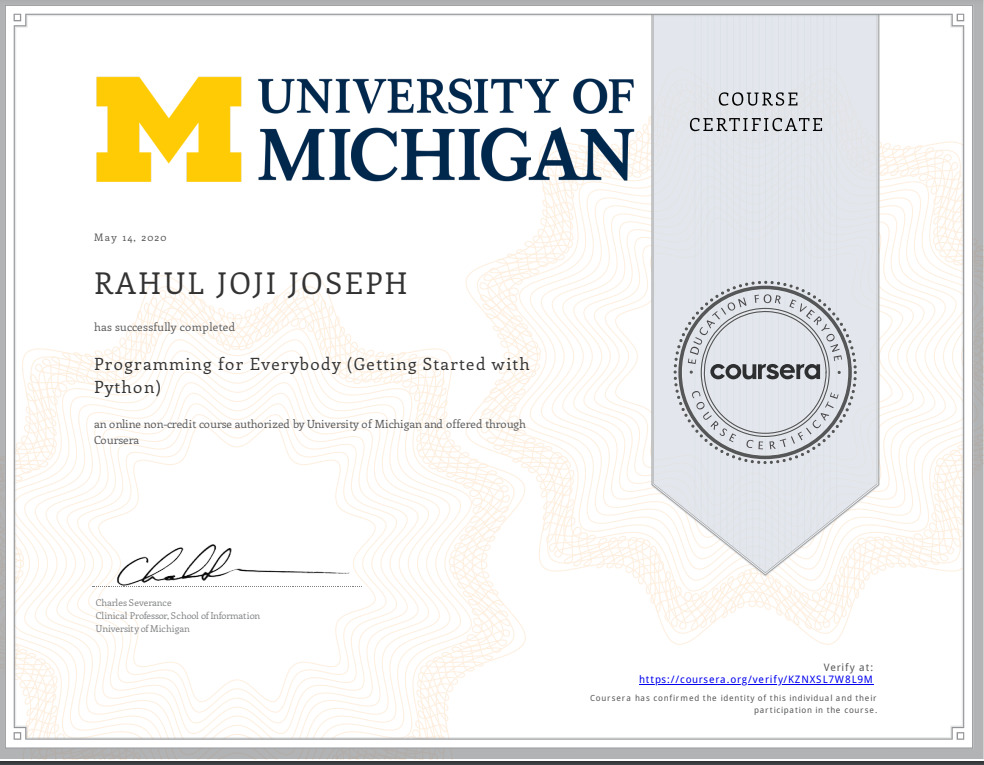 UNIVERSITY OF
MICHIGAN
COURSE
CERTIFICATE
May 14, 2020
RAHUL JOJI JOSEPH
has successfully completed
Programming for Everybody (Getting Started with
Python)
an online non-credit course authorized by University of Michigan and offered through
Coursera
EDUCATION FOR EVERYONE
coursera
COURSE CERTIFICATE
Charles Severance
Clinical Professor, School of Information
University of Michigan
Verify at:
https://coursera.org/verify/KZNXSL7W8L9M
Coursera has confirmed the identity of this individual and their
participation in the course.